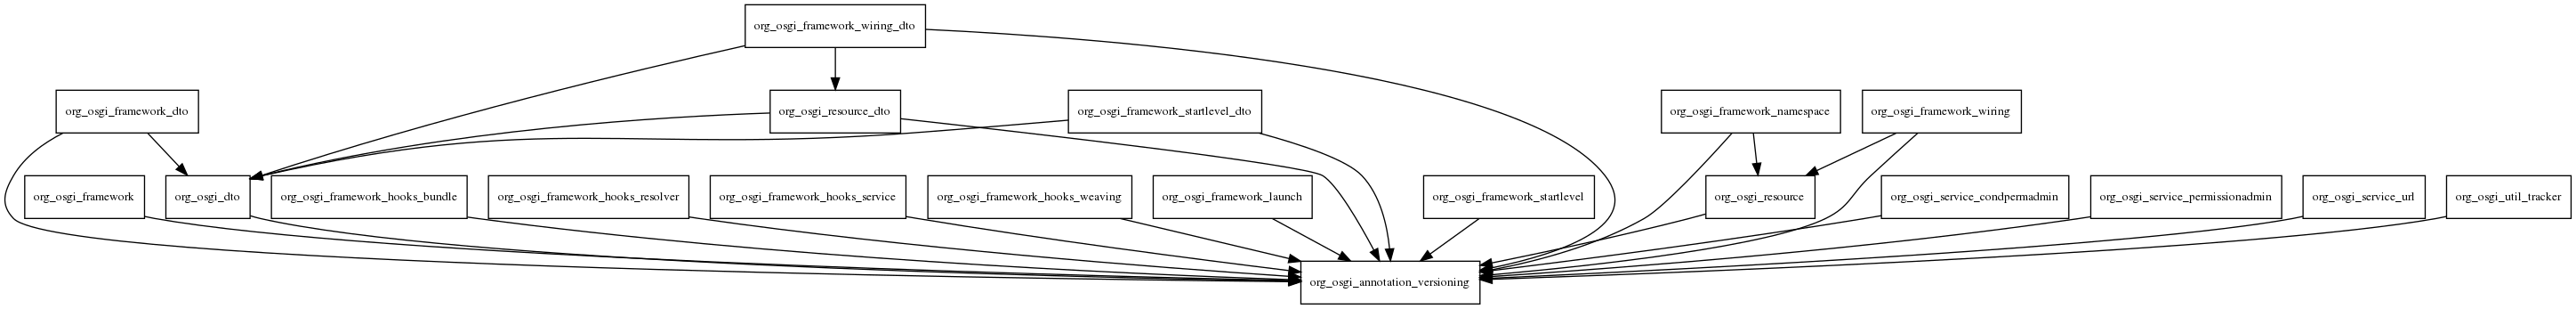 org_osgi_framework_wiring_dto
org_osgi_framework_dto
org_osgi_resource_dto
org_osgi_framework_startlevel_dto
org_osgi_framework_namespace
org_osgi_framework_wiring
org_osgi_framework
org_osgi_dto
org_osgi_framework_hooks_bundle
org_osgi_framework_hooks_resolver
org_osgi_framework_hooks_service
org_osgi_framework_hooks_weaving
org_osgi_framework_launch
org_osgi_framework_startlevel
org_osgi_resource
org_osgi_service_condpermadmin
org_osgi_service_permissionadmin
org_osgi_service_url
org_osgi_util_tracker
org_osgi_annotation_versioning